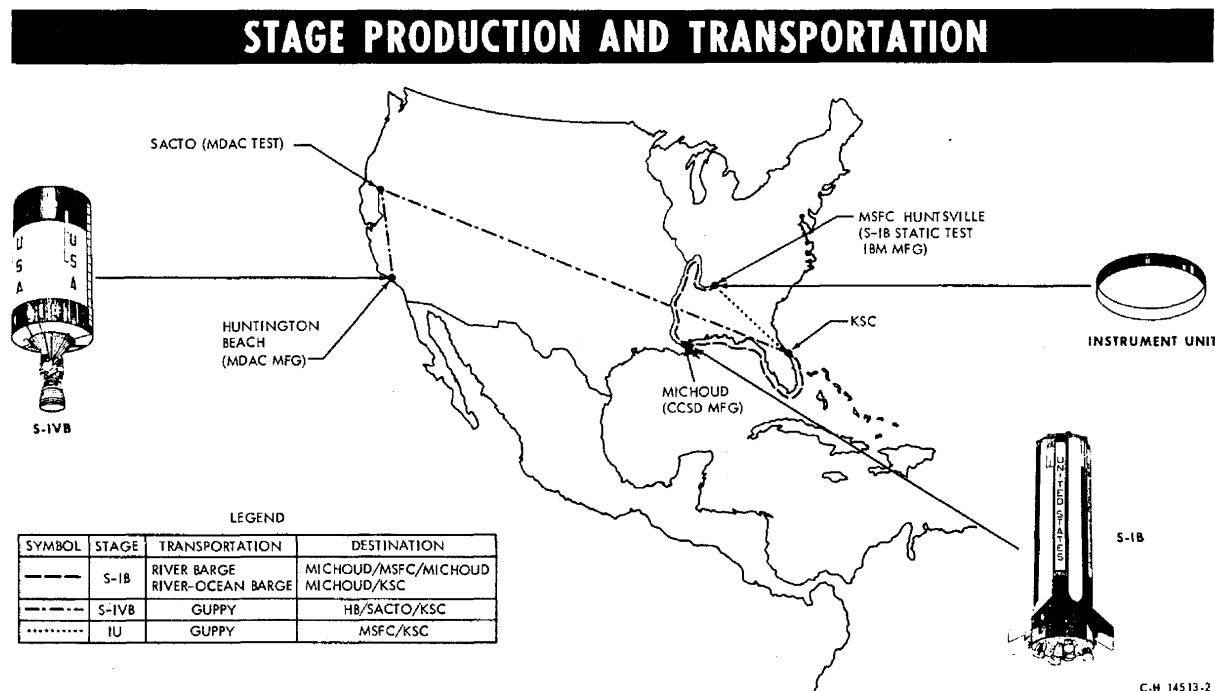 STAGE PRODUCTION AND TRANSPORTATION
SACTO (MDAC TEST)
MSFC HUNTSVILLE
(S-IB STATIC TEST
IBM MFG)
USA
USA
HUNTINGTON
BEACH
(MDAC MFG)
KSC
INSTRUMENT UNIT
MICHOUD
(CCSD MFG)
S-IVB
UNITED STATES
S-IB
LEGEND
SYMBOL STAGE TRANSPORTATION DESTINATION
S-IB RIVER BARGE MICHOUD/MSFC/MICHOUD
RIVER-OCEAN BARGE MICHOUD/KSC
S-IVB GUPPY HB/SACTO/KSC
IU GUPPY MSFC/KSC
C-H 14513-2